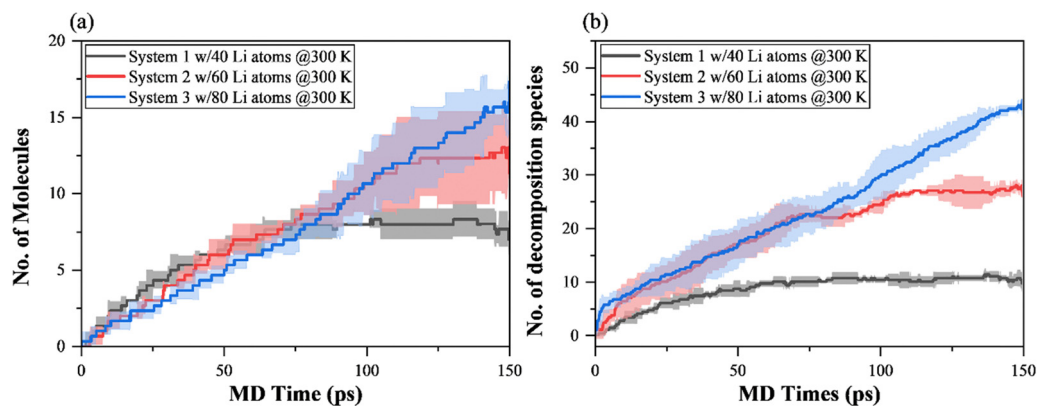 (a)
System 1 w/40 Li atoms @300 K
System 2 w/60 Li atoms @300 K
System 3 w/80 Li atoms @300 K
No. of Molecules
20
15
10
5
0
0
50
100
150
MD Time (ps)
(b)
System 1 w/40 Li atoms @300 K
System 2 w/60 Li atoms @300 K
System 3 w/80 Li atoms @300 K
No. of decomposition species
50
40
30
20
10
0
0
50
100
150
MD Times (ps)